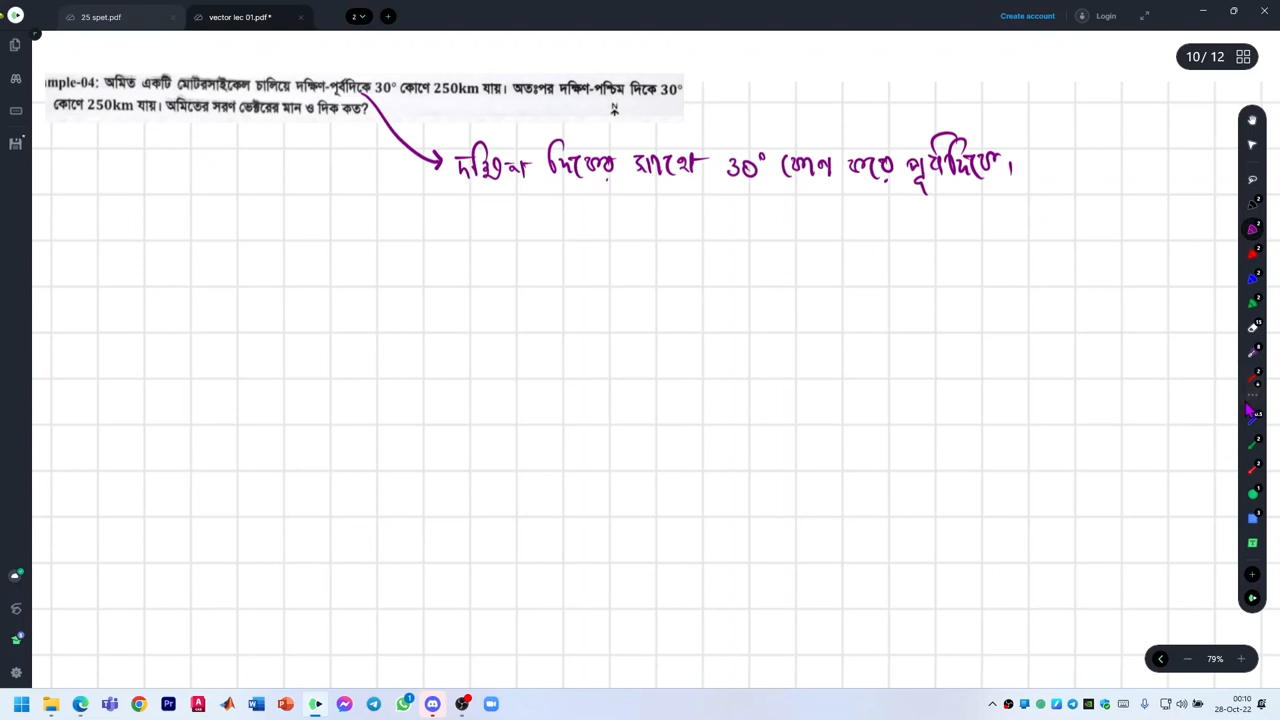 25 spet.pdf
vector lec 01.pdf*
2
Create account
Login
10/12
mple-04: অমিত একটি মোটরসাইকেল চালিয়ে দক্ষিণ-পূর্বদিকে 30° কোণে 250km যায়। অতঃপর দক্ষিণ-পশ্চিম দিকে 30°
কোণে 250km যায়। অমিতের সরণ ভেক্টরের মান ও দিক কত?
N
দক্ষিণ দিকের সাথে 30° কোণ করে পূর্বদিকে।
79%
00:10
28-Oct-22